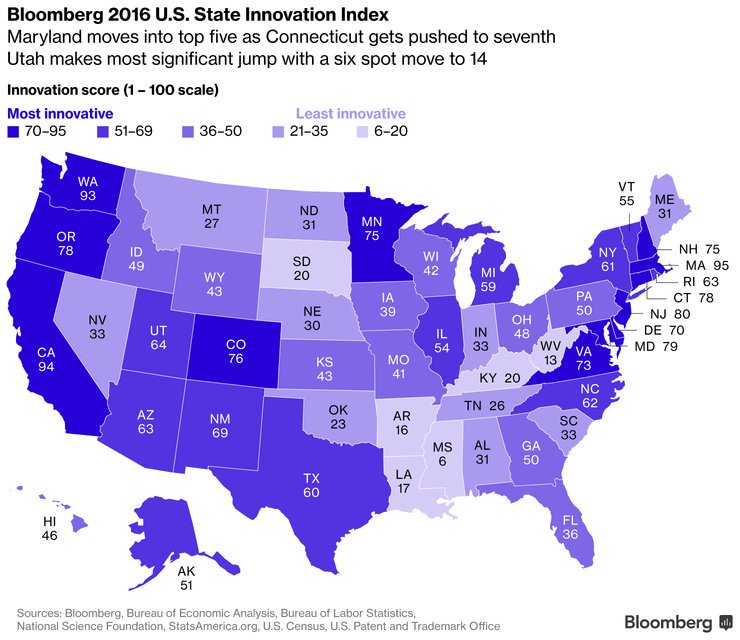 Bloomberg 2016 U.S. State Innovation Index
Maryland moves into top five as Connecticut gets pushed to seventh
Utah makes most significant jump with a six spot move to 14
Innovation score (1 – 100 scale)
Most innovative
Least innovative
70–95
51–69
36–50
21–35
6–20
WA
93
OR
78
CA
94
NV
33
ID
49
MT
27
WY
43
UT
64
CO
76
AZ
63
NM
69
ND
31
SD
20
NE
30
KS
43
OK
23
TX
60
MN
75
IA
39
MO
41
AR
16
LA
17
WI
42
IL
54
MI
59
IN
33
OH
48
KY 20
TN 26
MS
6
AL
31
GA
50
FL
36
SC
33
NC
62
VA
73
WV
13
PA
50
NY
61
VT
55
ME
31
NH 75
MA 95
RI 63
CT 78
NJ 80
DE 70
MD 79
HI
46
AK
51
Sources: Bloomberg, Bureau of Economic Analysis, Bureau of Labor Statistics,
National Science Foundation, StatsAmerica.org, U.S. Census, U.S. Patent and Trademark Office
Bloomberg